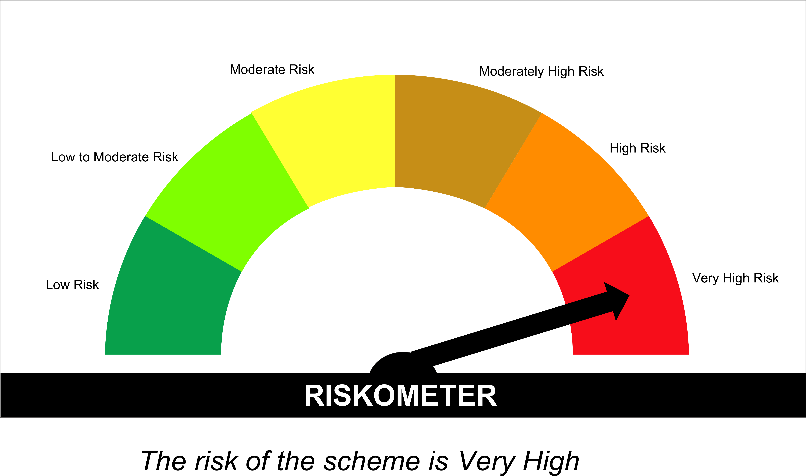 Moderate Risk
Moderately High Risk
Low to Moderate Risk
High Risk
Low Risk
Very High Risk
RISKOMETER
The risk of the scheme is Very High